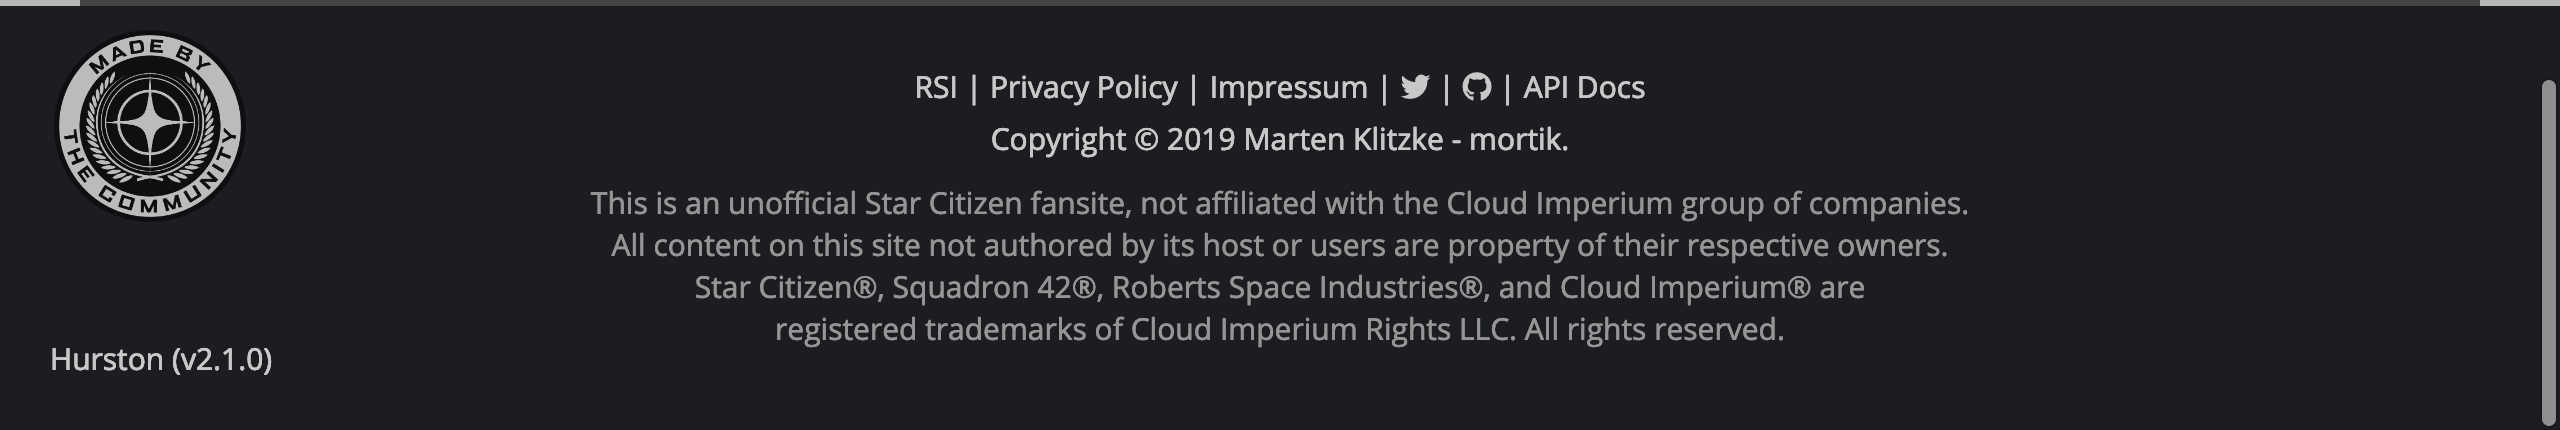 MADE BY
THE COMMUNITY
RSI | Privacy Policy | Impressum | | | API Docs
Copyright © 2019 Marten Klitzke - mortik.
This is an unofficial Star Citizen fansite, not affiliated with the Cloud Imperium group of companies.
All content on this site not authored by its host or users are property of their respective owners.
Star Citizen®, Squadron 42®, Roberts Space Industries®, and Cloud Imperium® are
registered trademarks of Cloud Imperium Rights LLC. All rights reserved.
Hurston (v2.1.0)